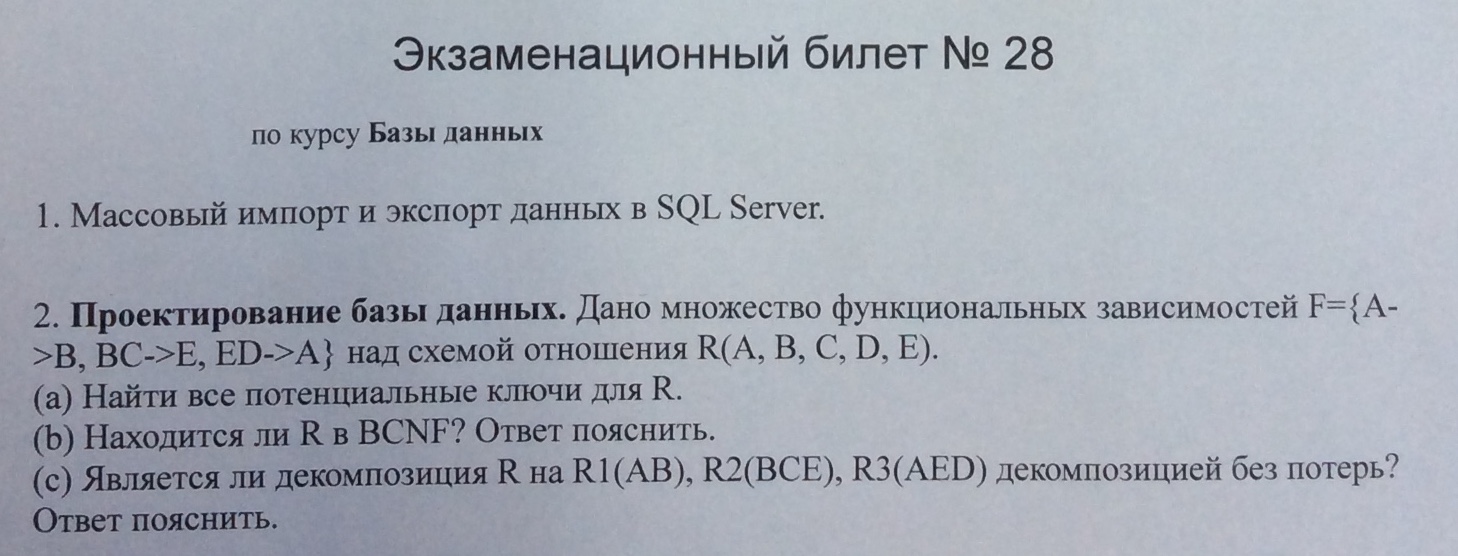 Экзаменационный билет № 28
по курсу Базы данных
1. Массовый импорт и экспорт данных в SQL Server.
2. Проектирование базы данных. Дано множество функциональных зависимостей F={A-
>B, BC->E, ED->A} над схемой отношения R(A, B, C, D, E).
(a) Найти все потенциальные ключи для R.
(b) Находится ли R в BCNF? Ответ пояснить.
(c) Является ли декомпозиция R на R1(AB), R2(BCE), R3(AED) декомпозицией без потерь?
Ответ пояснить.